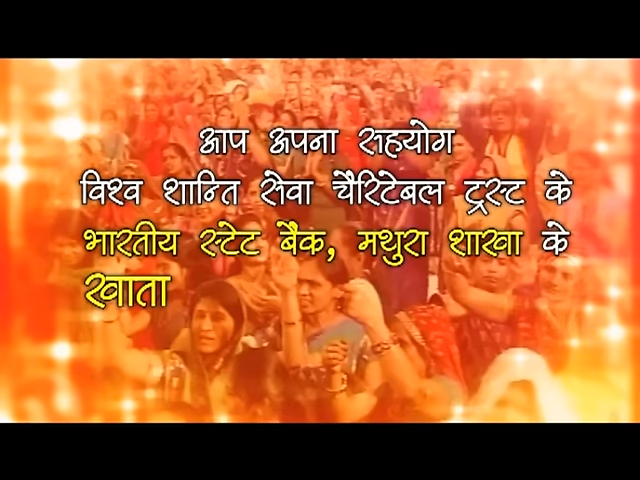 आप अपना सहयोग
विश्व शान्ति सेवा चैरिटेबल ट्रस्ट के
भारतीय स्टेट बैंक, मथुरा शाखा के
खाता